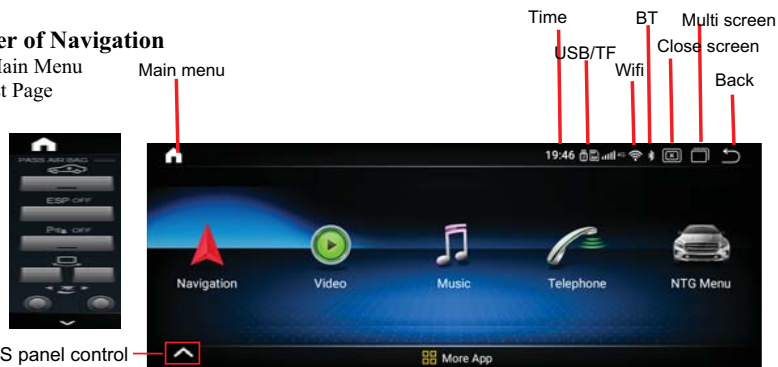 Time
BT
Multi screen
er of Navigation
USB/TF
Close screen
Main Menu
Main menu
Wifi
t Page
Back
PASS AIR BAG
19:46
ESP OFF
OFF
Navigation
Video
Music
Telephone
NTG Menu
S panel control
More App